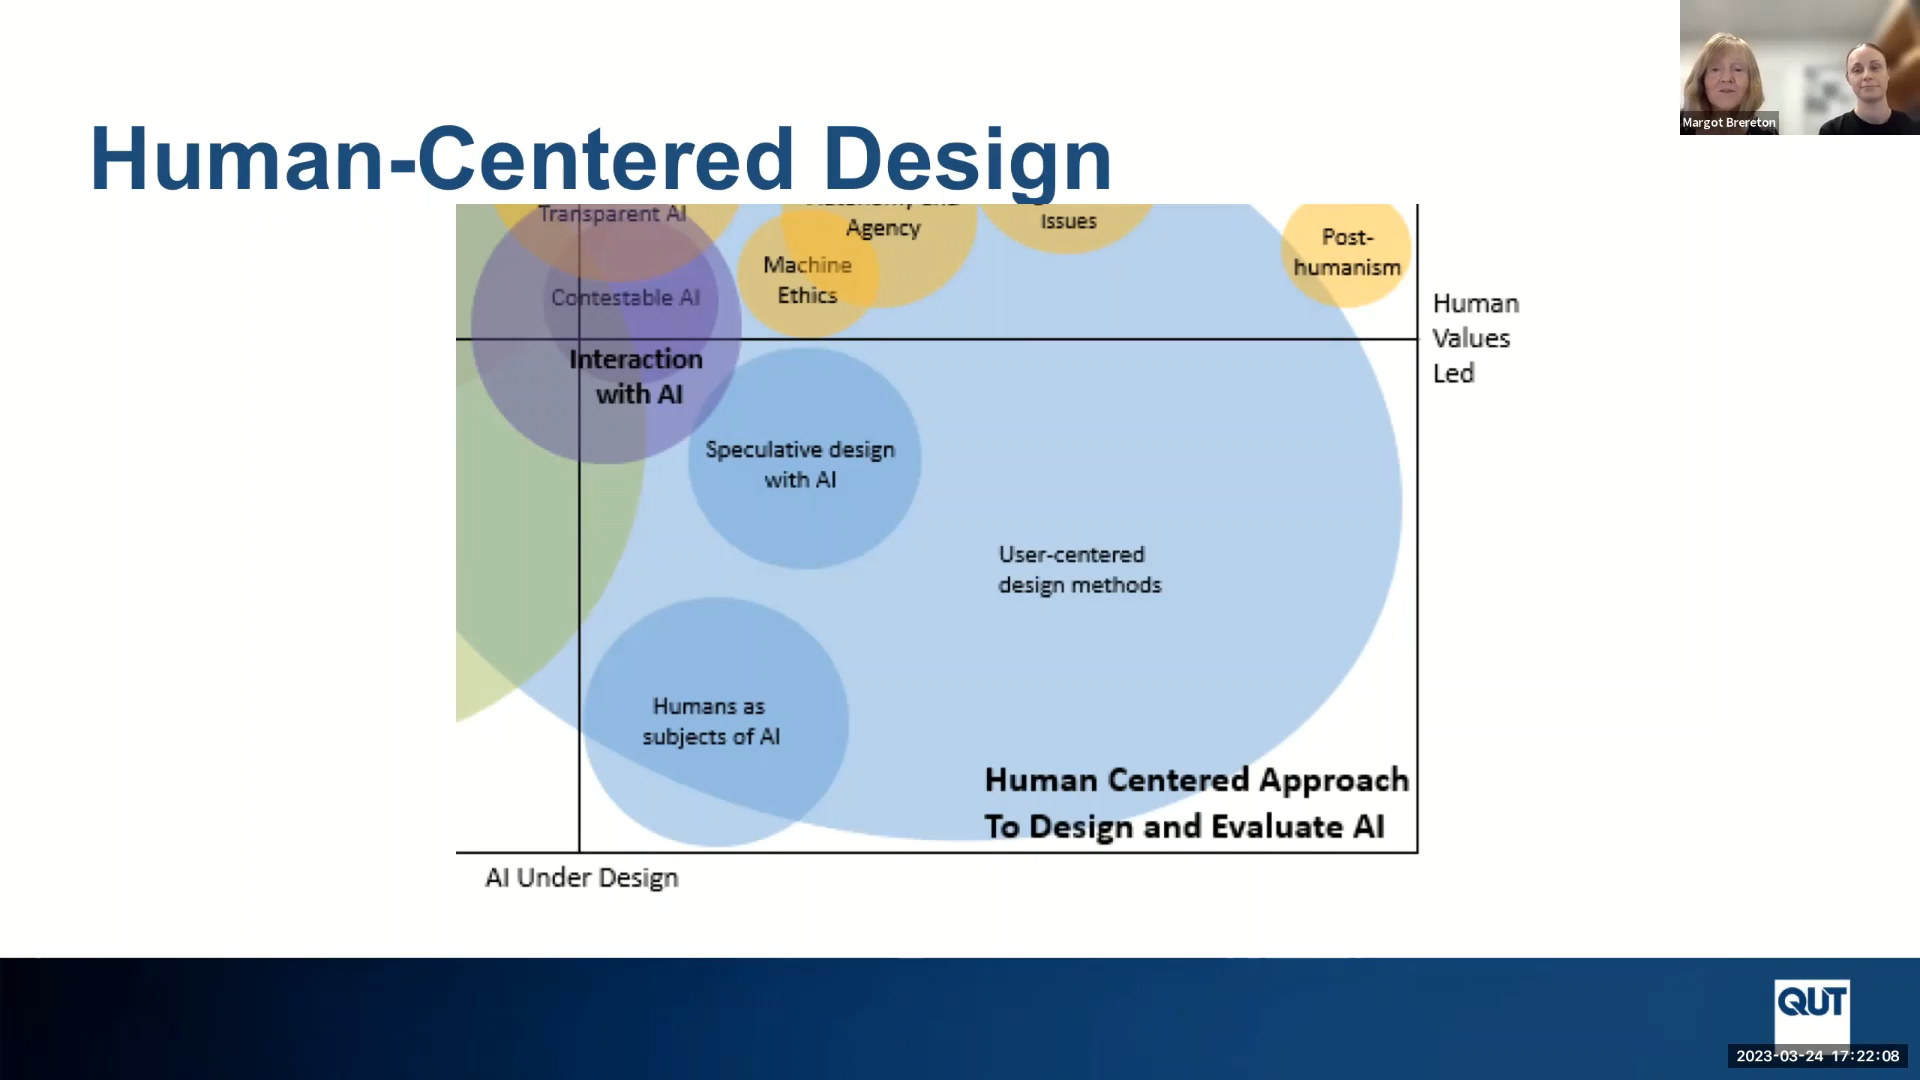 Margot Brereton
Human-Centered Design
Transparent AI
Agency
Issues
Post-
humanism
Machine
Ethics
Contestable AI
Human
Values
Led
Interaction
with AI
Speculative design
with AI
User-centered
design methods
Humans as
subjects of AI
Human Centered Approach
To Design and Evaluate AI
AI Under Design
QUT
2023-03-24 17:22:08